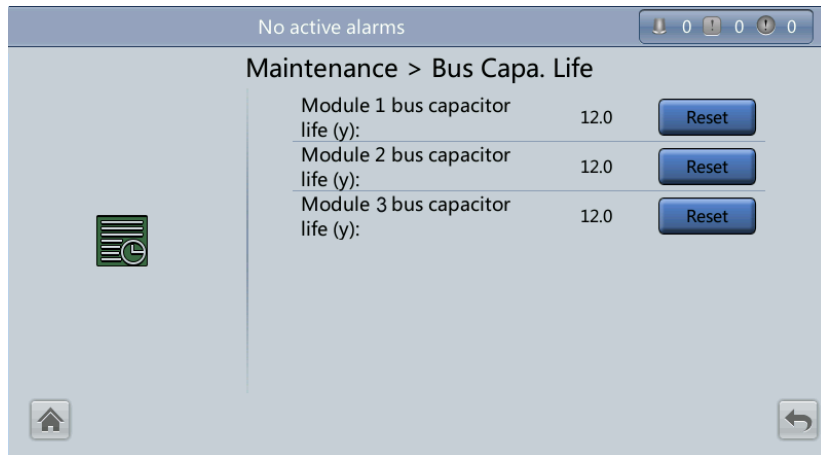 No active alarms
0 0 0
Maintenance > Bus Capa. Life
Module 1 bus capacitor
life (y):
12.0
Reset
Module 2 bus capacitor
life (y):
12.0
Reset
Module 3 bus capacitor
life (y):
12.0
Reset